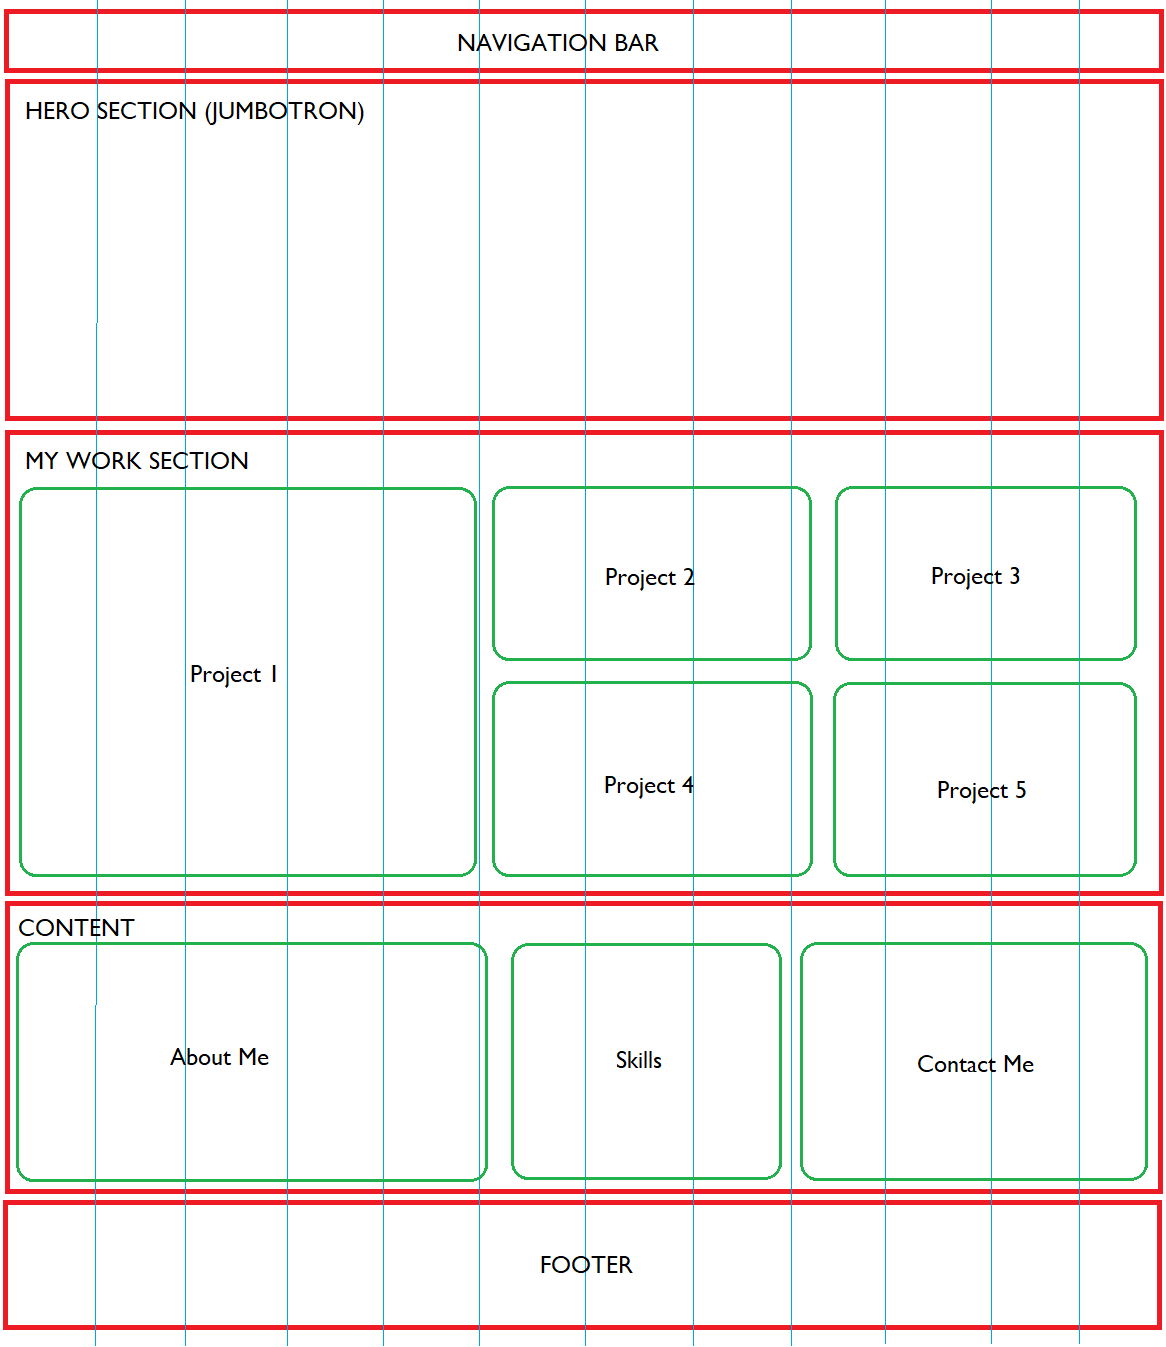 NAVIGATION BAR
HERO SECTION (JUMBOTRON)
MY WORK SECTION
Project 1
Project 2
Project 3
Project 4
Project 5
CONTENT
About Me
Skills
Contact Me
FOOTER